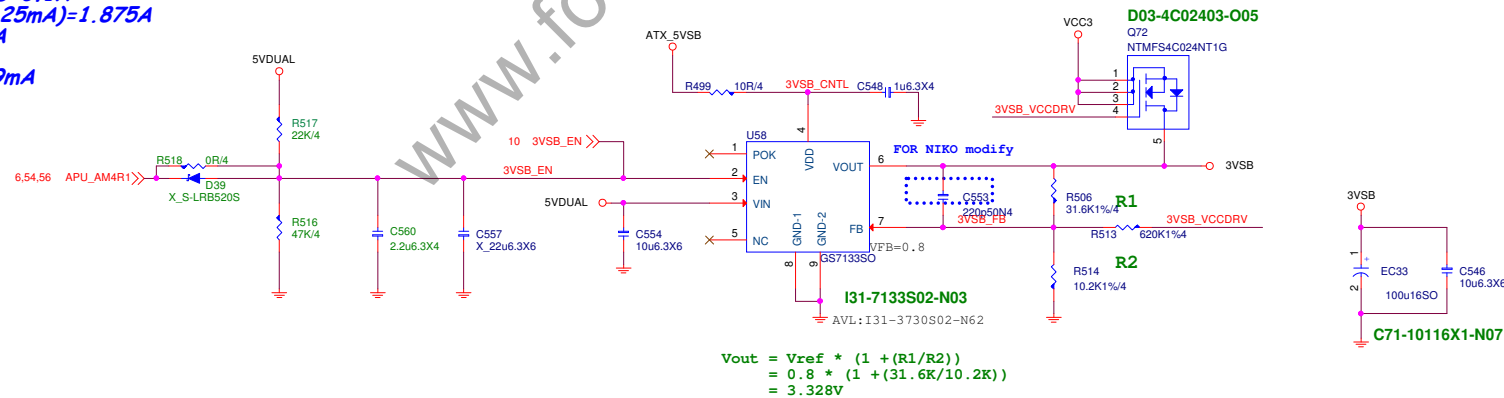 25mA)=1.875A
9mA
www.fo
5VDUAL
R517
22K/4
R518 0R/4
6,54,56 APU_AM4R1
D39
X_S-LRB520S
R516
47K/4
C560
2.2u6.3X4
C557
X_22u6.3X6
10 3VSB_EN
3VSB_EN
5VDUAL
C554
10u6.3X6
ATX_5VSB
R499 10R/4
3VSB_CNTL
C548 1u6.3X4
U58
1 POK
2 EN
3 VIN
5 NC
4 VDD
VOUT 6
FB 7
GND-1 8
GND-2 9
GS7133SO
VFB=0.8
I31-7133S02-N03
AVL:I31-3730S02-N62
FOR NIKO modify
C553
220p50N4
3VSB_FB
R506
31.6K1%/4
R1
R513 620K1%4
3VSB_VCCDRV
R2
R514
10.2K1%/4
D03-4C02403-O05
Q72
NTMFS4C024NT1G
VCC3
1
2
3
4
5
3VSB_VCCDRV
3VSB
3VSB
1
+
2
EC33
100u16SO
C546
10u6.3X6
C71-10116X1-N07
Vout = Vref * (1 +(R1/R2))
= 0.8 * (1 +(31.6K/10.2K))
= 3.328V